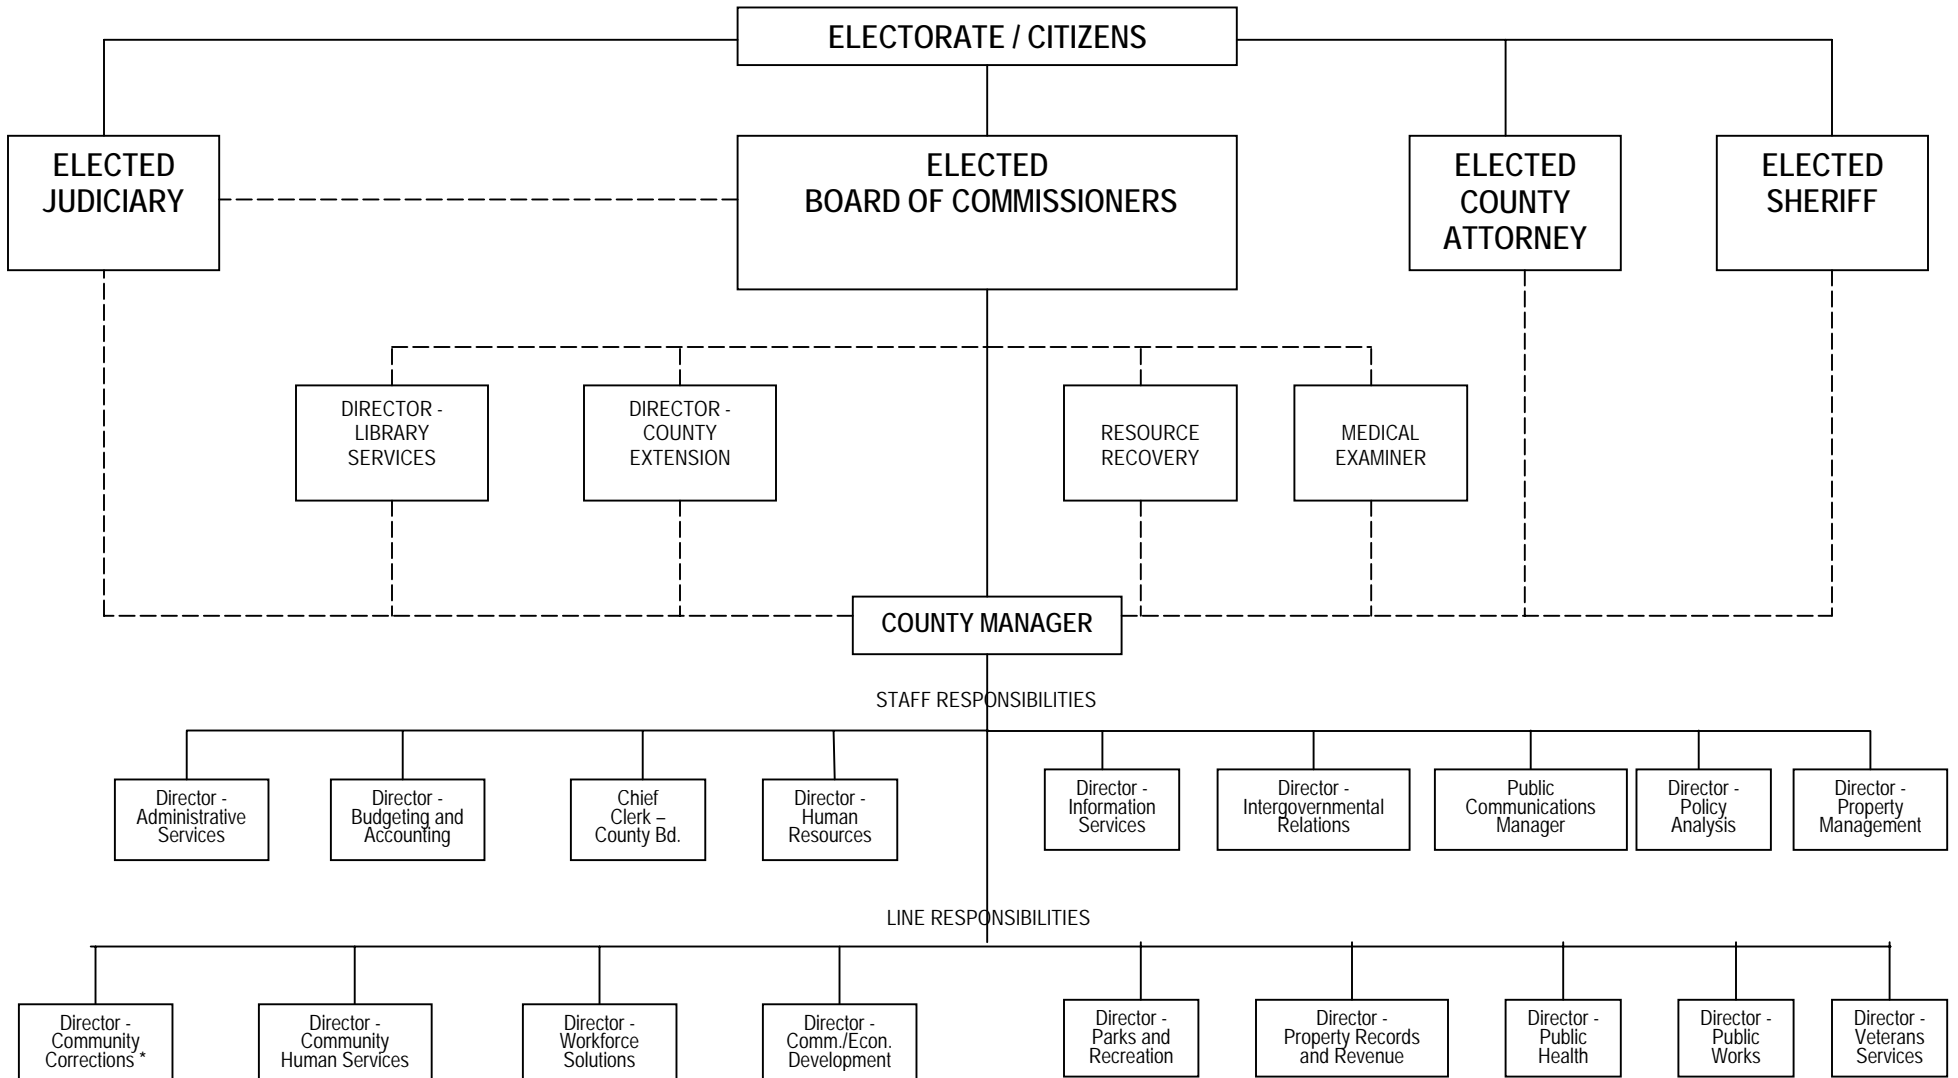 ELECTORATE / CITIZENS
ELECTED
JUDICIARY
ELECTED
BOARD OF COMMISSIONERS
ELECTED
COUNTY
ATTORNEY
ELECTED
SHERIFF
DIRECTOR -
LIBRARY
SERVICES
DIRECTOR -
COUNTY
EXTENSION
RESOURCE
RECOVERY
MEDICAL
EXAMINER
COUNTY MANAGER
STAFF RESPONSIBILITIES
Director -
Administrative
Services
Director -
Budgeting and
Accounting
Chief
Clerk –
County Bd.
Director -
Human
Resources
Director -
Information
Services
Director -
Intergovernmental
Relations
Public
Communications
Manager
Director -
Policy
Analysis
Director -
Property
Management
LINE RESPONSIBILITIES
Director -
Community
Corrections *
Director -
Community
Human Services
Director -
Workforce
Solutions
Director -
Comm./Econ.
Development
Director -
Parks and
Recreation
Director -
Property Records
and Revenue
Director -
Public
Health
Director -
Public
Works
Director -
Veterans
Services